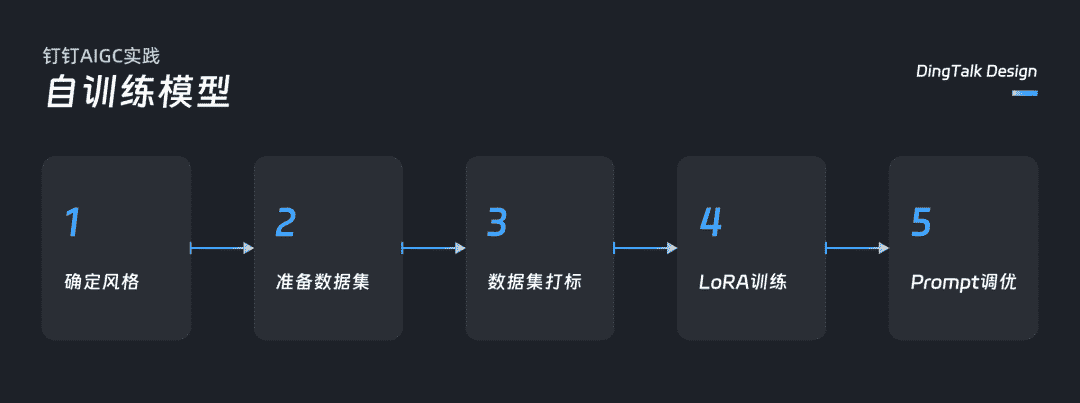 钉钉AIGC实践
自训练模型
DingTalk Design
1
确定风格
2
准备数据集
3
数据集打标
4
LoRA训练
5
Prompt调优